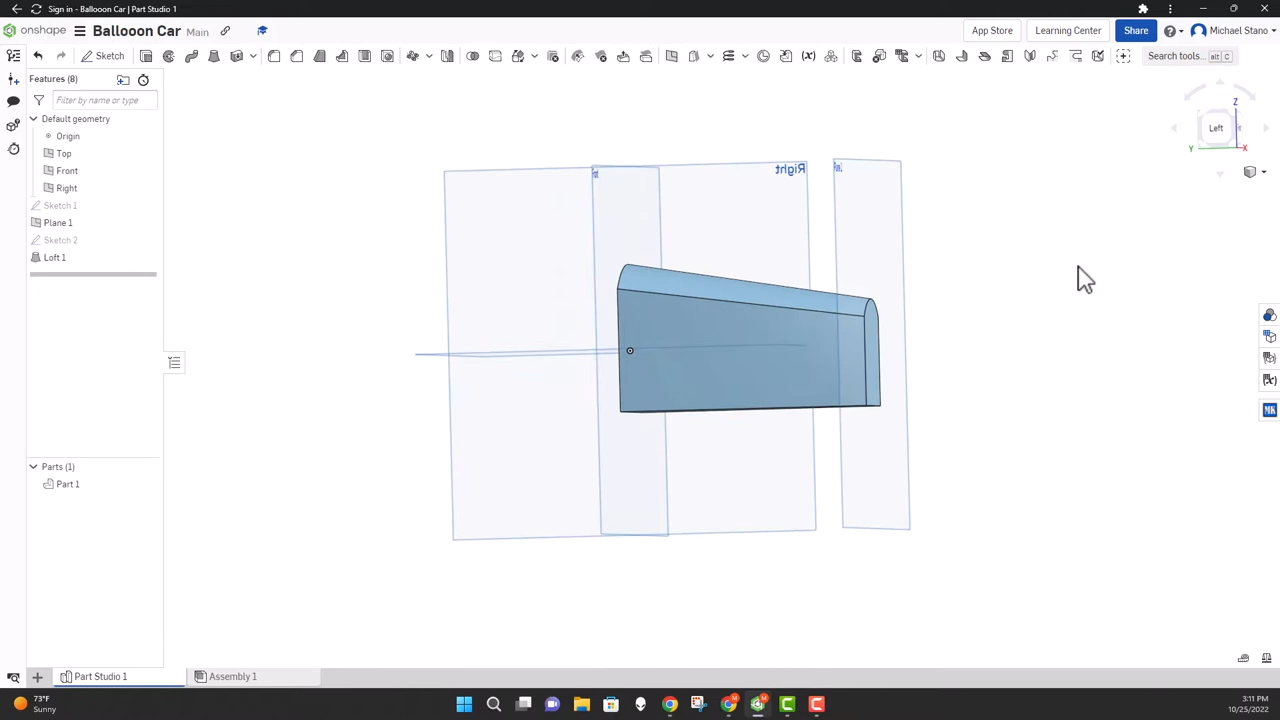 Sign in - Ballooon Car | Part Studio 1
onshape
Ballooon Car Main
App Store
Learning Center
Share
Michael Stano
Sketch
Search tools...
alt C
Features (8)
Filter by name or type
Default geometry
Origin
Top
Front
Right
Sketch 1
Plane 1
Sketch 2
Loft 1
Right
Z
Left
Y
X
Parts (1)
Part 1
Part Studio 1
Assembly 1
73°F
Sunny
3:11 PM
10/25/2022